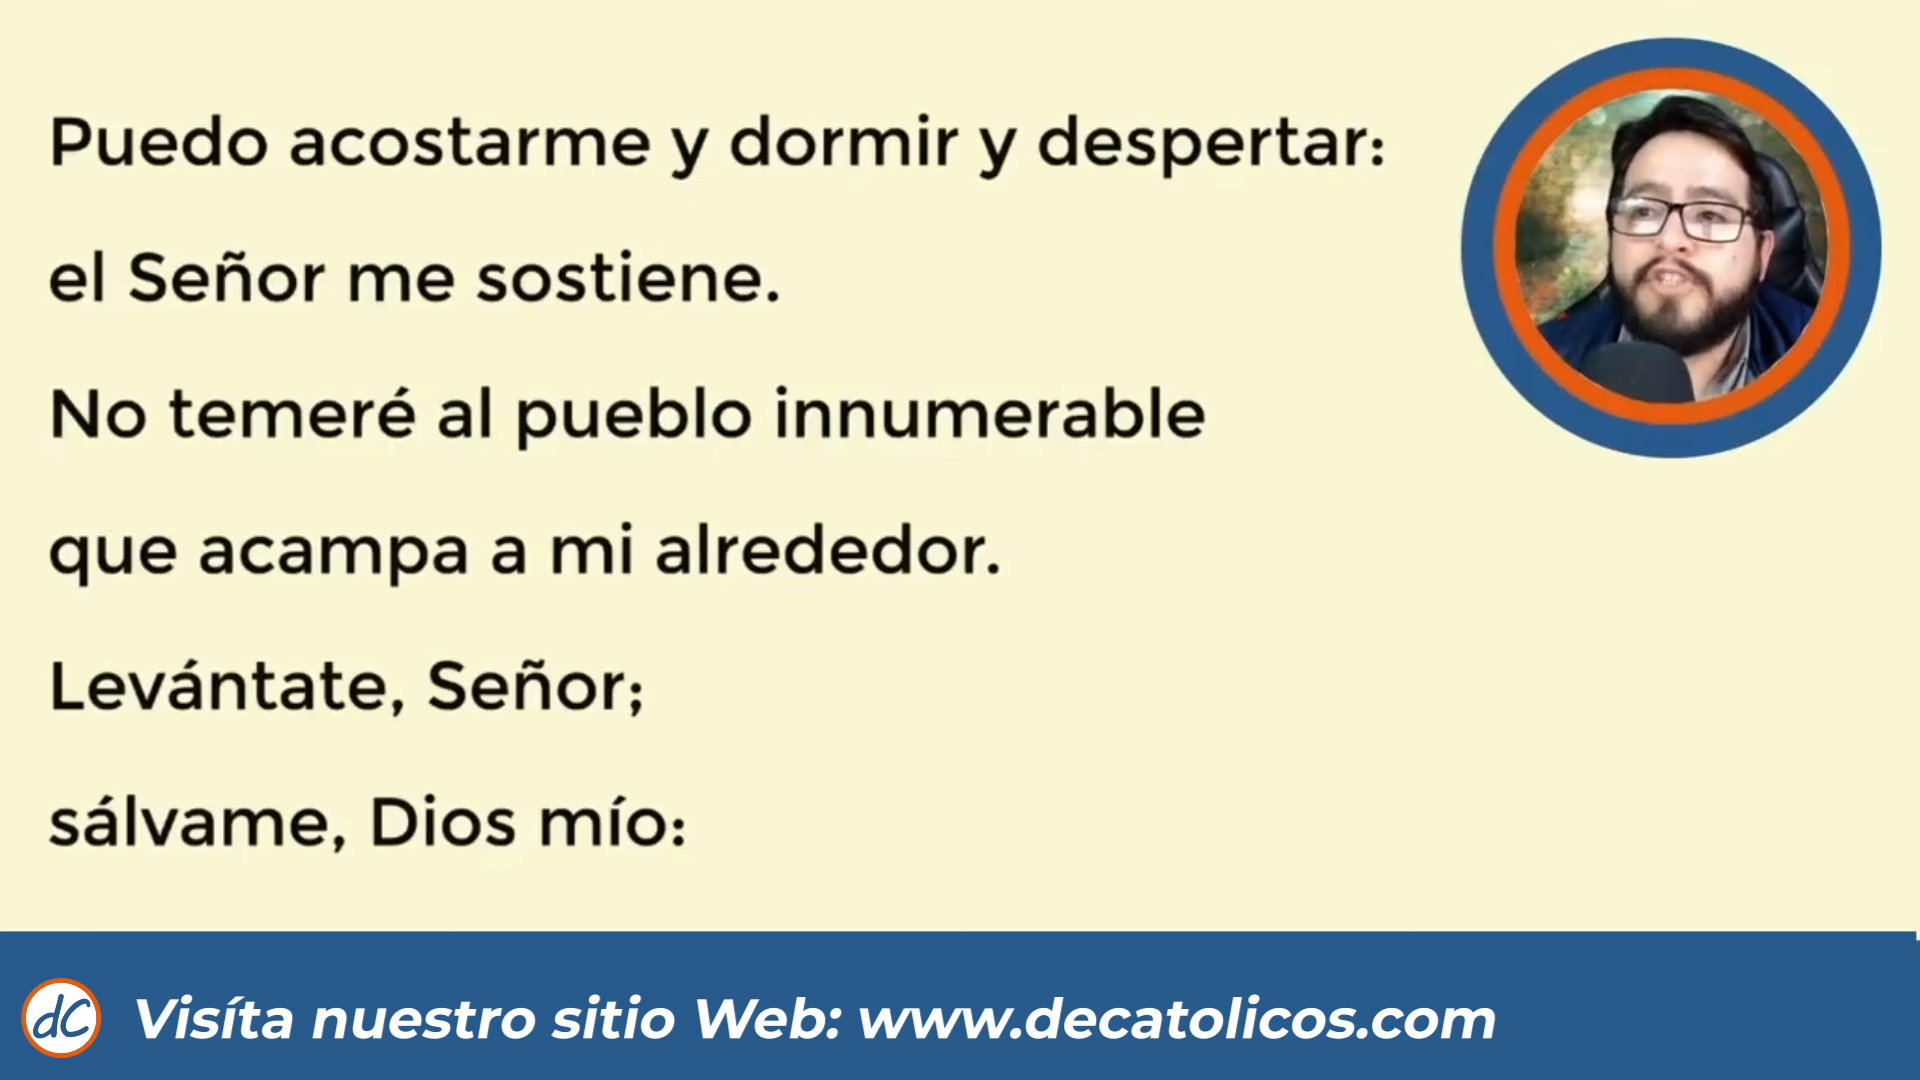 Puedo acostarme y dormir y despertar:
el Señor me sostiene.
No temeré al pueblo innumerable
que acampa a mi alrededor.
Levántate, Señor;
sálvame, Dios mío:
dC Visíta nuestro sitio Web: www.decatolicos.com